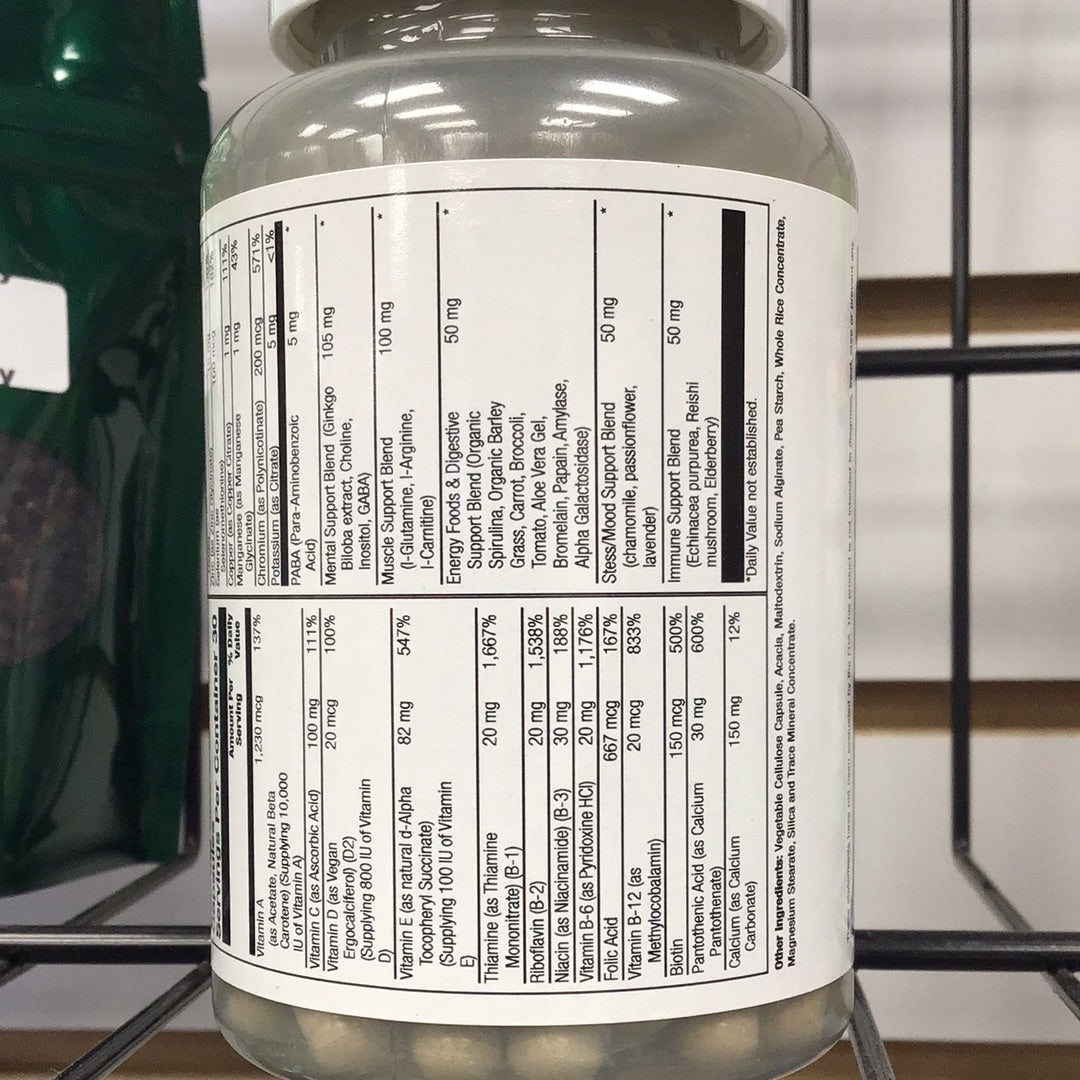 Servings Per Container 30
Amount Per % Daily
Serving Value
Vitamin A 1,230 mcg 137%
(as Acetate, Natural Beta
Carotene) (Supplying 10,000
IU of Vitamin A)
Vitamin C (as Ascorbic Acid) 100 mg 111%
Vitamin D (as Vegan 20 mcg 100%
Ergocalciferol) (D2)
(Supplying 800 IU of Vitamin
D)
Vitamin E (as natural d-Alpha 82 mg 547%
Tocopheryl Succinate)
(Supplying 100 IU of Vitamin
E)
Thiamine (as Thiamine 20 mg 1,667%
Mononitrate) (B-1)
Riboflavin (B-2) 20 mg 1,538%
Niacin (as Niacinamide) (B-3) 30 mg 188%
Vitamin B-6 (as Pyridoxine HCl) 20 mg 1,176%
Folic Acid 667 mcg 167%
Vitamin B-12 (as 20 mcg 833%
Methylocobalamin)
Biotin 150 mcg 500%
Pantothenic Acid (as Calcium 30 mg 600%
Pantothenate)
Calcium (as Calcium 150 mg 12%
Carbonate)
Selenium (as 100 mcg
Selenomethionine)
Copper (as Copper Citrate) 1 mg 111%
Manganese (as Manganese 1 mg 43%
Glycinate)
Chromium (as Polynicotinate) 200 mcg 571%
Potassium (as Citrate) 5 mg <1%
PABA (Para-Aminobenzoic 5 mg *
Acid)
Mental Support Blend (Ginkgo 105 mg *
Biloba extract, Choline,
Inositol, GABA)
Muscle Support Blend 100 mg *
(l-Glutamine, l-Arginine,
l-Carnitine)
Energy Foods & Digestive 50 mg *
Support Blend (Organic
Spirulina, Organic Barley
Grass, Carrot, Broccoli,
Tomato, Aloe Vera Gel,
Bromelain, Papain, Amylase,
Alpha Galactosidase)
Stess/Mood Support Blend 50 mg *
(chamomile, passionflower,
lavender)
Immune Support Blend 50 mg *
(Echinacea purpurea, Reishi
mushroom, Elderberry)
*Daily Value not established.
Other Ingredients: Vegetable Cellulose Capsule, Acacia, Maltodextrin, Sodium Alginate, Pea Starch, Whole Rice Concentrate,
Magnesium Stearate, Silica and Trace Mineral Concentrate.